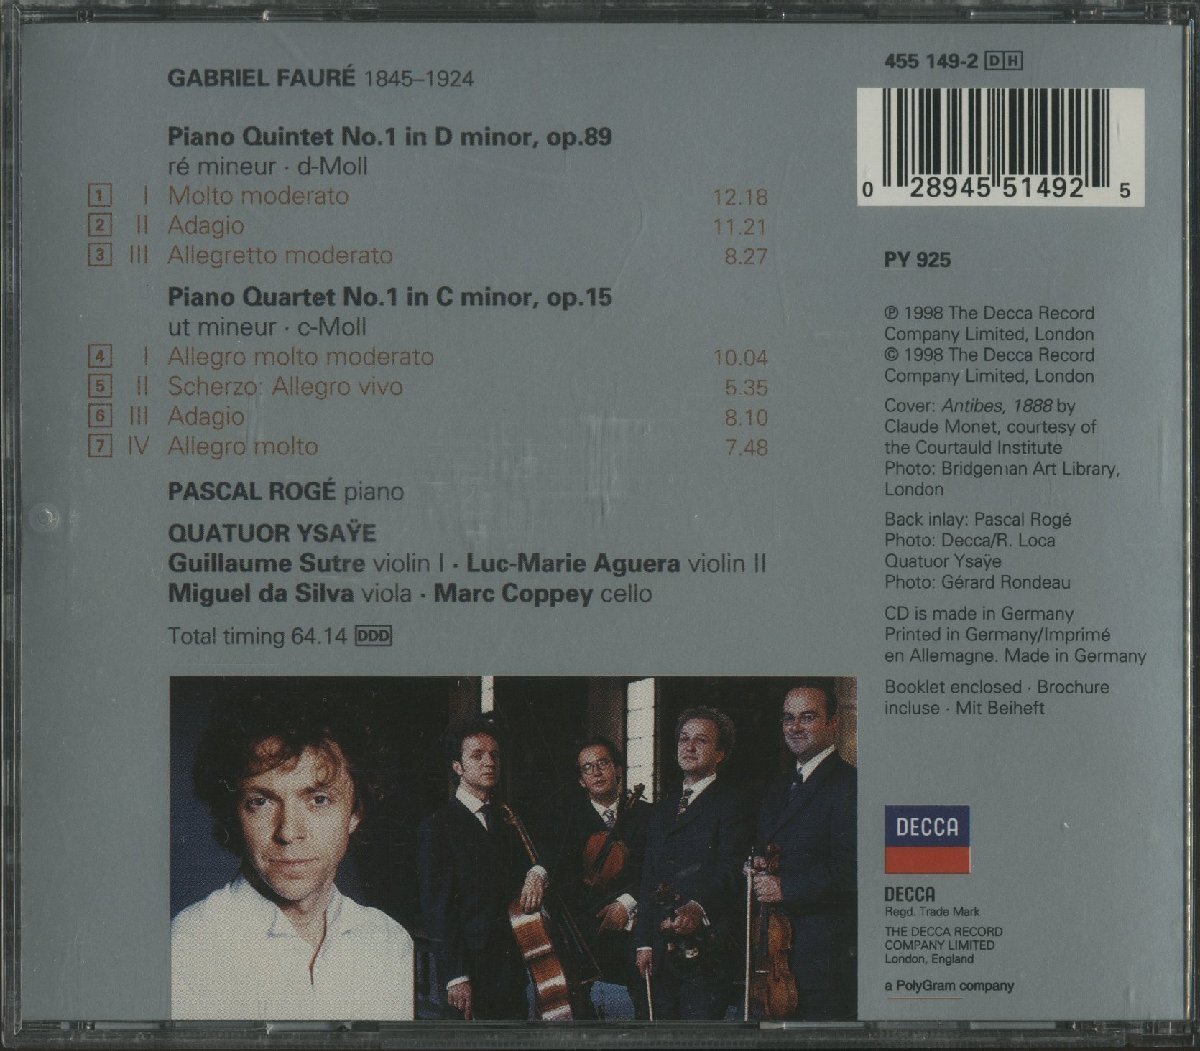 GABRIEL FAURÉ 1845–1924
Piano Quintet No.1 in D minor, op.89
ré mineur · d-Moll
1 I Molto moderato 12.18
2 II Adagio 11.21
3 III Allegretto moderato 8.27
Piano Quartet No.1 in C minor, op.15
ut mineur · c-Moll
4 I Allegro molto moderato 10.04
5 II Scherzo: Allegro vivo 5.35
6 III Adagio 8.10
7 IV Allegro molto 7.48
PASCAL ROGÉ piano
QUATUOR YSAŸE
Guillaume Sutre violin I · Luc-Marie Aguera violin II
Miguel da Silva viola · Marc Coppey cello
Total timing 64.14 DDD
455 149-2 DH
0 28945 51492 5
PY 925
℗ 1998 The Decca Record
Company Limited, London
© 1998 The Decca Record
Company Limited, London
Cover: Antibes, 1888 by
Claude Monet, courtesy of
the Courtauld Institute
Photo: Bridgeman Art Library,
London
Back inlay: Pascal Rogé
Photo: Decca/R. Loca
Quatuor Ysaÿe
Photo: Gérard Rondeau
CD is made in Germany
Printed in Germany/Imprimé
en Allemagne. Made in Germany
Booklet enclosed · Brochure
incluse · Mit Beiheft
DECCA
DECCA
Regd. Trade Mark
THE DECCA RECORD
COMPANY LIMITED
London, England
a PolyGram company